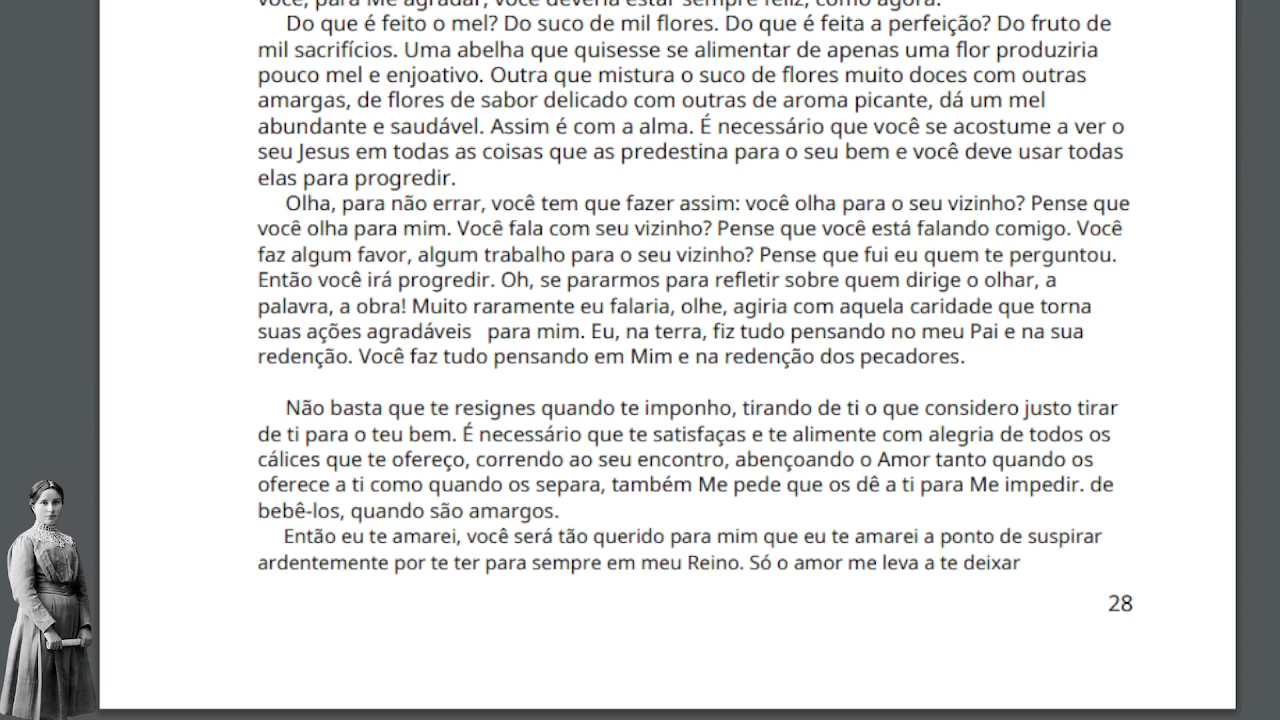 você, para Me agradar, você deveria estar sempre feliz, como agora.
Do que é feito o mel? Do suco de mil flores. Do que é feita a perfeição? Do fruto de
mil sacrifícios. Uma abelha que quisesse se alimentar de apenas uma flor produziria
pouco mel e enjoativo. Outra que mistura o suco de flores muito doces com outras
amargas, de flores de sabor delicado com outras de aroma picante, dá um mel
abundante e saudável. Assim é com a alma. É necessário que você se acostume a ver o
seu Jesus em todas as coisas que as predestina para o seu bem e você deve usar todas
elas para progredir.
Olha, para não errar, você tem que fazer assim: você olha para o seu vizinho? Pense que
você olha para mim. Você fala com seu vizinho? Pense que você está falando comigo. Você
faz algum favor, algum trabalho para o seu vizinho? Pense que fui eu quem te perguntou.
Então você irá progredir. Oh, se pararmos para refletir sobre quem dirige o olhar, a
palavra, a obra! Muito raramente eu falaria, olhe, agiria com aquela caridade que torna
suas ações agradáveis   para mim. Eu, na terra, fiz tudo pensando no meu Pai e na sua
redenção. Você faz tudo pensando em Mim e na redenção dos pecadores.
Não basta que te resignes quando te imponho, tirando de ti o que considero justo tirar
de ti para o teu bem. É necessário que te satisfaças e te alimente com alegria de todos os
cálices que te ofereço, correndo ao seu encontro, abençoando o Amor tanto quando os
oferece a ti como quando os separa, também Me pede que os dê a ti para Me impedir. de
bebê-los, quando são amargos.
Então eu te amarei, você será tão querido para mim que eu te amarei a ponto de suspirar
ardentemente por te ter para sempre em meu Reino. Só o amor me leva a te deixar
28